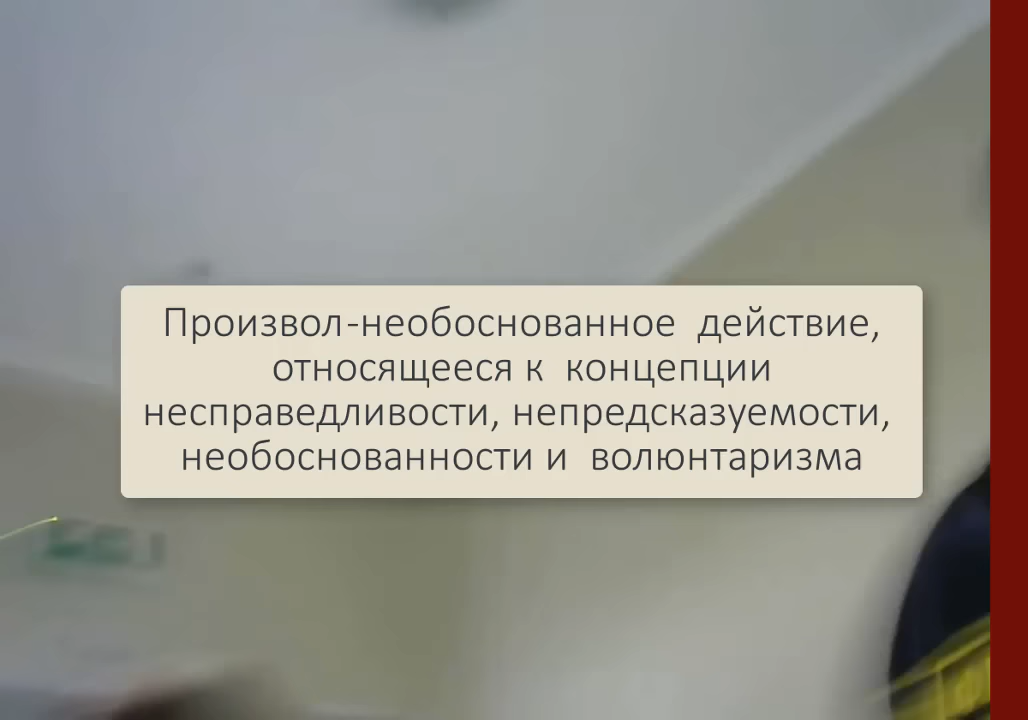 Произвол-необоснованное действие,
относящееся к концепции
несправедливости, непредсказуемости,
необоснованности и волюнтаризма